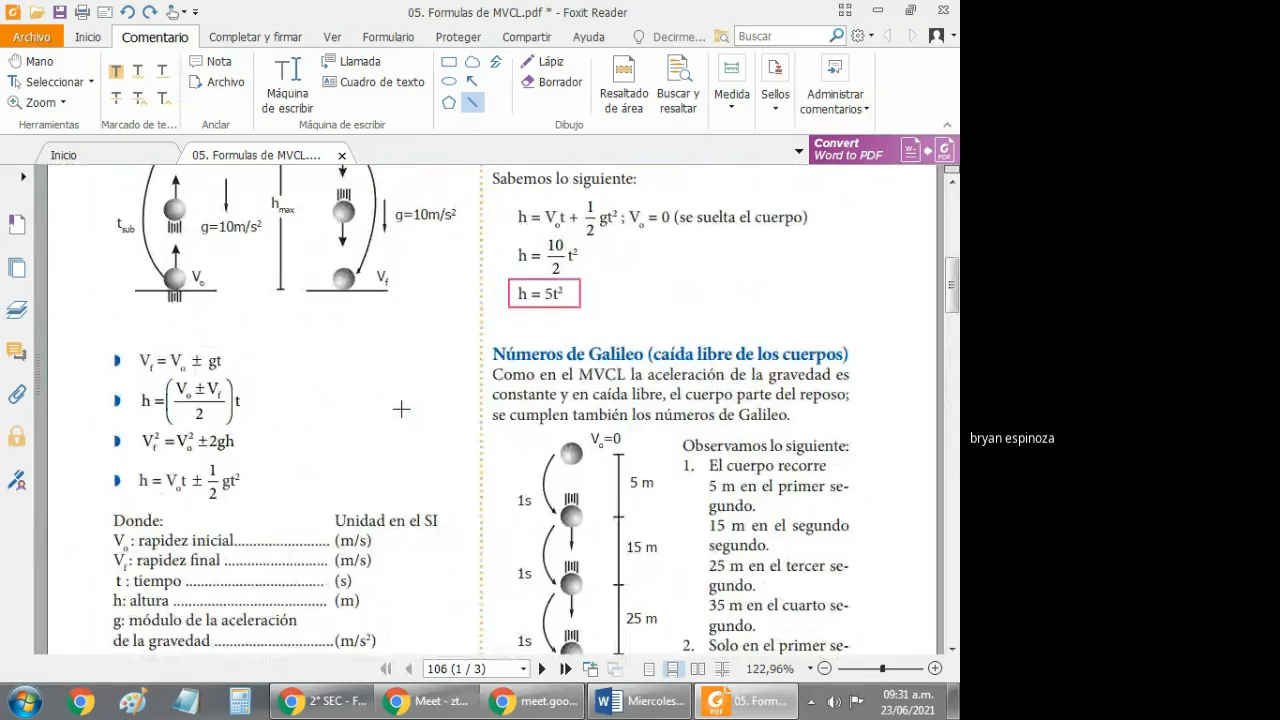 05. Formulas de MVCL.pdf * - Foxit Reader
Archivo Inicio Comentario Completar y firmar Ver Formulario Proteger Compartir Ayuda Decirme... Buscar
Mano
Seleccionar
Zoom
Herramientas
Marcado de te...
Nota
Archivo
Andar
Máquina
de escribir
Llamada
Cuadro de texto
Máquina de escribir
Lápiz
Borrador
Dibujo
Resaltado
de área
Buscar y
resaltar
Medida
Sellos
Administrar
comentarios
Inicio
05. Formulas de MVCL....
Convert
Word to PDF
t_sub
g=10m/s²
h_max
g=10m/s²
V_o
V_f
V_f = V_o ± gt
h = ((V_o ± V_f)/2) t
V_f² = V_o² ± 2gh
h = V_o t ± 1/2 gt²
Donde: Unidad en el SI
V_o : rapidez inicial......................... (m/s)
V_f : rapidez final ........................... (m/s)
t : tiempo .................................... (s)
h: altura ........................................ (m)
g: módulo de la aceleración
de la gravedad ............................. (m/s²)
Sabemos lo siguiente:
h = V_o t + 1/2 gt² ; V_o = 0 (se suelta el cuerpo)
h = 10/2 t²
h = 5t²
Números de Galileo (caída libre de los cuerpos)
Como en el MVCL la aceleración de la gravedad es
constante y en caída libre, el cuerpo parte del reposo;
se cumplen también los números de Galileo.
V_o=0
5 m
1s
15 m
1s
25 m
1s
Observamos lo siguiente:
1. El cuerpo recorre
5 m en el primer se-
gundo.
15 m en el segundo
segundo.
25 m en el tercer se-
gundo.
35 m en el cuarto se-
gundo.
2. Solo en el primer se-
bryan espinoza
106 (1 / 3)
122,96%
2° SEC - F...
Meet - zt...
meet.goo...
Miercoles...
05. Form...
PDF
09:31 a.m.
23/06/2021